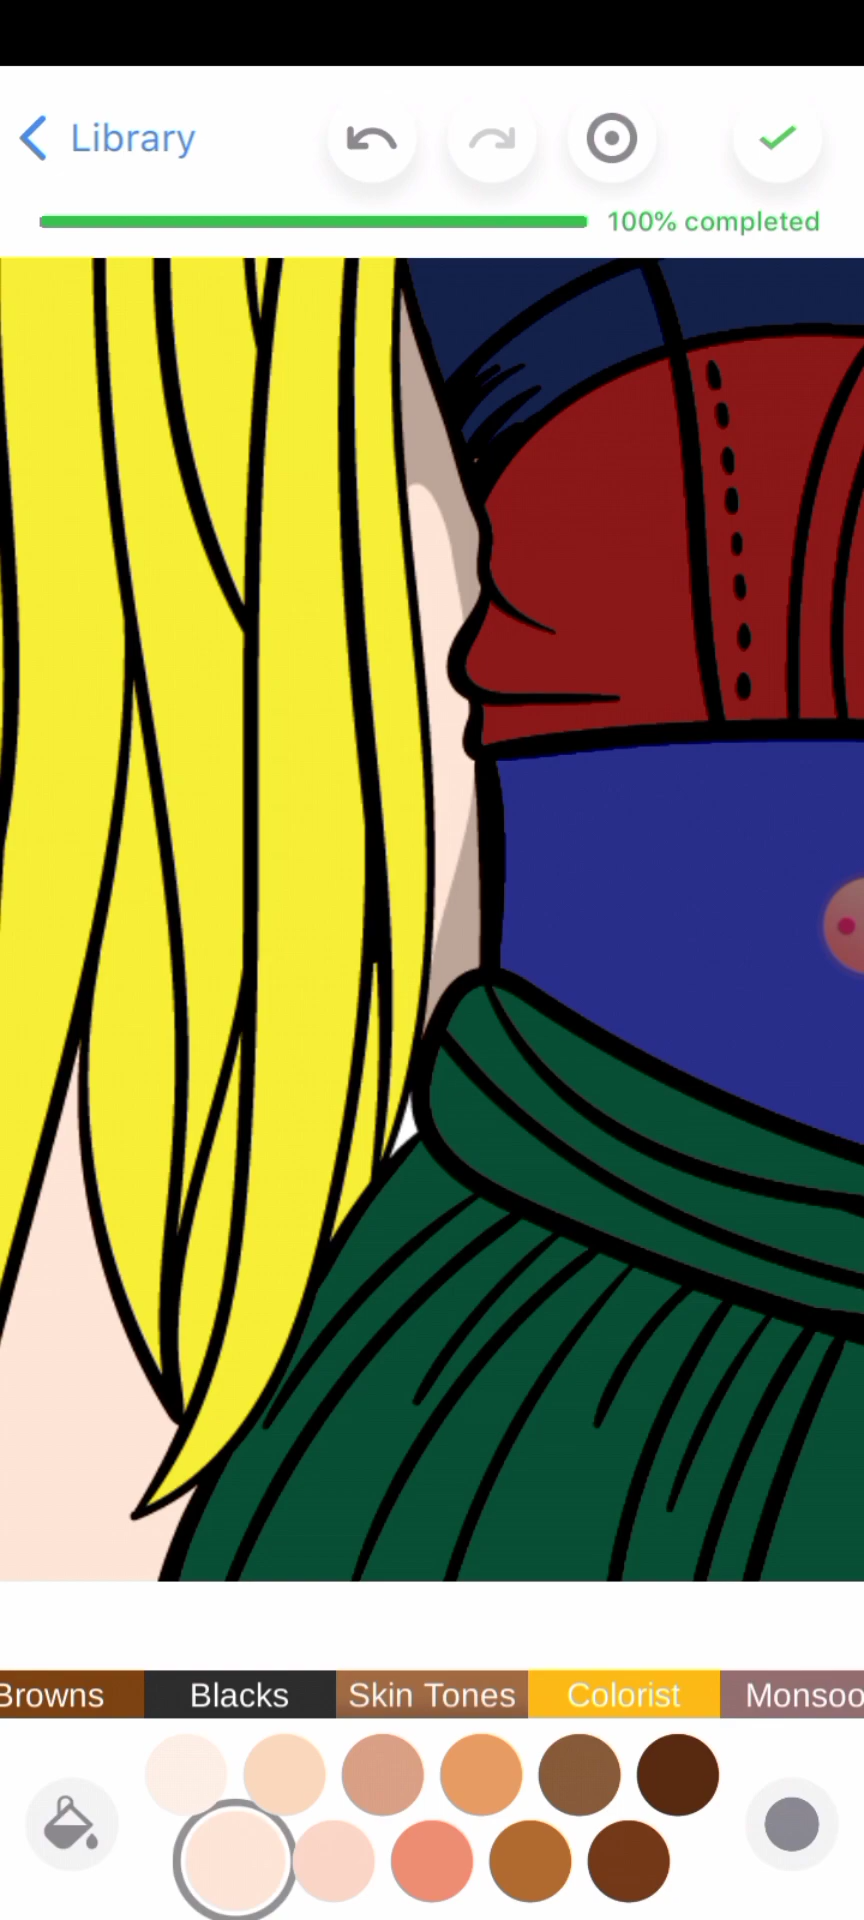 Library
100% completed
Browns
Blacks
Skin Tones
Colorist
Monsoo